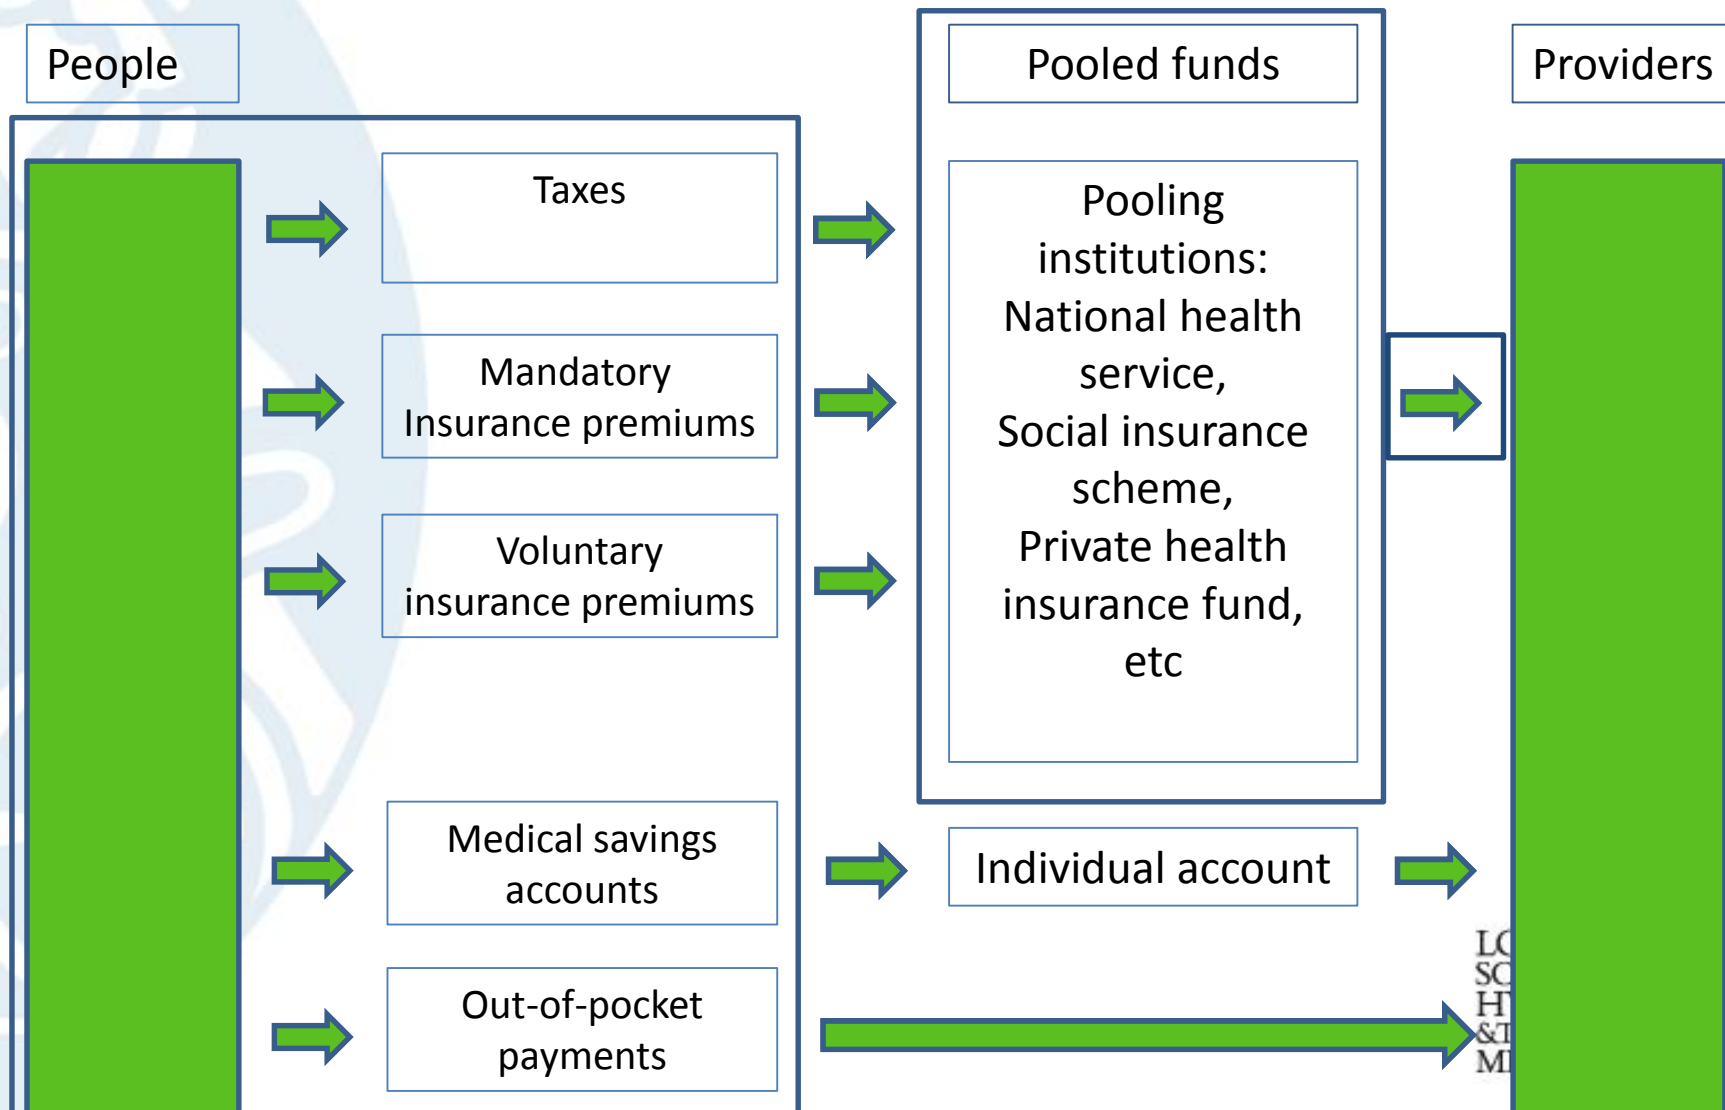 People
Pooled funds
Providers
Taxes
Mandatory
Insurance premiums
Voluntary
insurance premiums
Medical savings
accounts
Out-of-pocket
payments
Pooling
institutions:
National health
service,
Social insurance
scheme,
Private health
insurance fund,
etc
Individual account